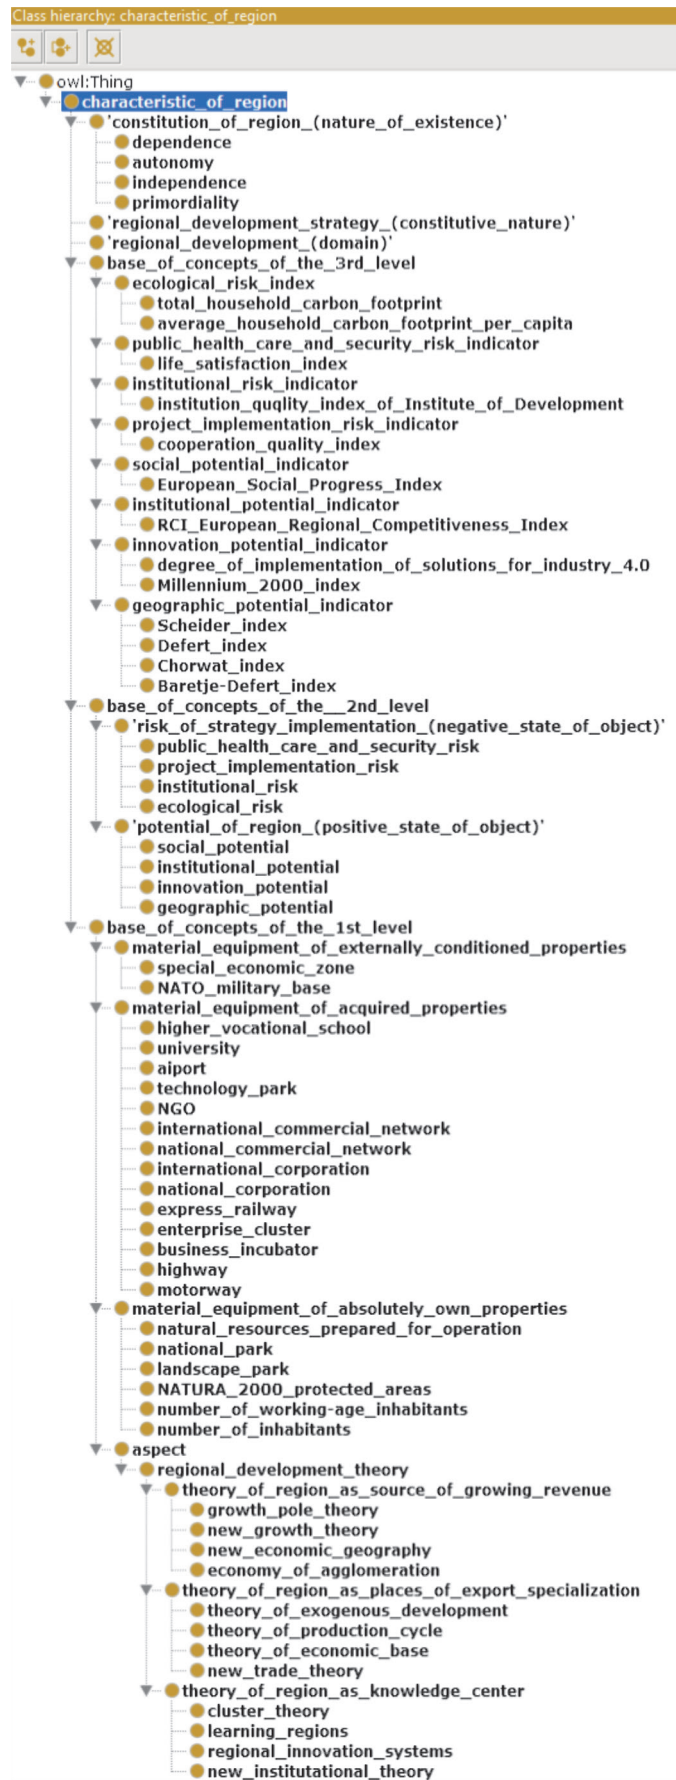 Class hierarchy: characteristic_of_region
owl:Thing
characteristic_of_region
'constitution_of_region_(nature_of_existence)'
dependence
autonomy
independence
primordiality
'regional_development_strategy_(constitutive_nature)'
'regional_development_(domain)'
base_of_concepts_of_the_3rd_level
ecological_risk_index
total_household_carbon_footprint
average_household_carbon_footprint_per_capita
public_health_care_and_security_risk_indicator
life_satisfaction_index
institutional_risk_indicator
institution_quqlity_index_of_Institute_of_Development
project_implementation_risk_indicator
cooperation_quality_index
social_potential_indicator
European_Social_Progress_Index
institutional_potential_indicator
RCI_European_Regional_Competitiveness_Index
innovation_potential_indicator
degree_of_implementation_of_solutions_for_industry_4.0
Millennium_2000_index
geographic_potential_indicator
Scheider_index
Defert_index
Chorwat_index
Baretje-Defert_index
base_of_concepts_of_the__2nd_level
'risk_of_strategy_implementation_(negative_state_of_object)'
public_health_care_and_security_risk
project_implementation_risk
institutional_risk
ecological_risk
'potential_of_region_(positive_state_of_object)'
social_potential
institutional_potential
innovation_potential
geographic_potential
base_of_concepts_of_the_1st_level
material_equipment_of_externally_conditioned_properties
special_economic_zone
NATO_military_base
material_equipment_of_acquired_properties
higher_vocational_school
university
aiport
technology_park
NGO
international_commercial_network
national_commercial_network
international_corporation
national_corporation
express_railway
enterprise_cluster
business_incubator
highway
motorway
material_equipment_of_absolutely_own_properties
natural_resources_prepared_for_operation
national_park
landscape_park
NATURA_2000_protected_areas
number_of_working-age_inhabitants
number_of_inhabitants
aspect
regional_development_theory
theory_of_region_as_source_of_growing_revenue
growth_pole_theory
new_growth_theory
new_economic_geography
economy_of_agglomeration
theory_of_region_as_places_of_export_specialization
theory_of_exogenous_development
theory_of_production_cycle
theory_of_economic_base
new_trade_theory
theory_of_region_as_knowledge_center
cluster_theory
learning_regions
regional_innovation_systems
new_institutational_theory